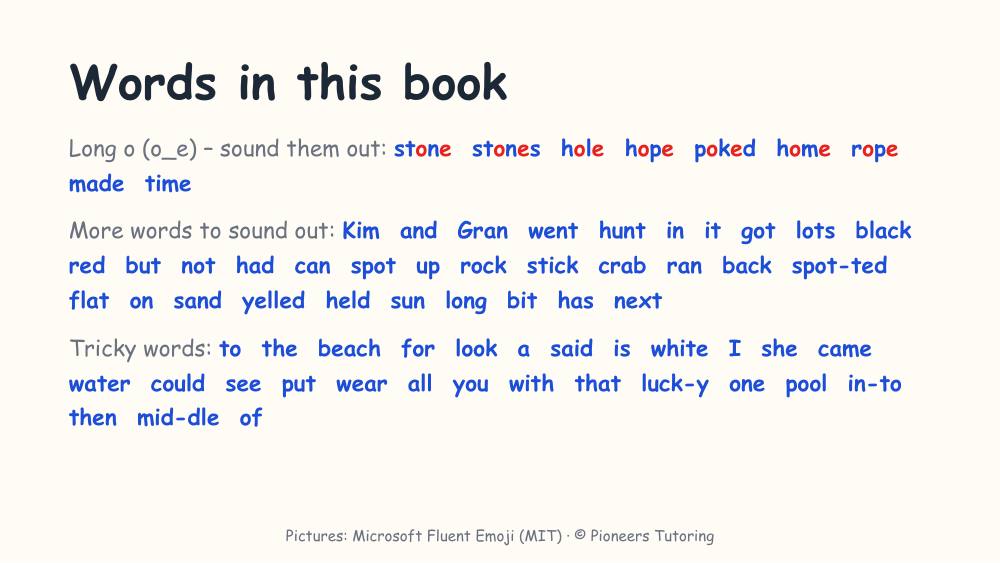 Words in this book
Long o (o_e) – sound them out: stone stones hole hope poked home rope
made time
More words to sound out: Kim and Gran went hunt in it got lots black
red but not had can spot up rock stick crab ran back spot-ted
flat on sand yelled held sun long bit has next
Tricky words: to the beach for look a said is white I she came
water could see put wear all you with that luck-y one pool in-to
then mid-dle of
Pictures: Microsoft Fluent Emoji (MIT) · © Pioneers Tutoring